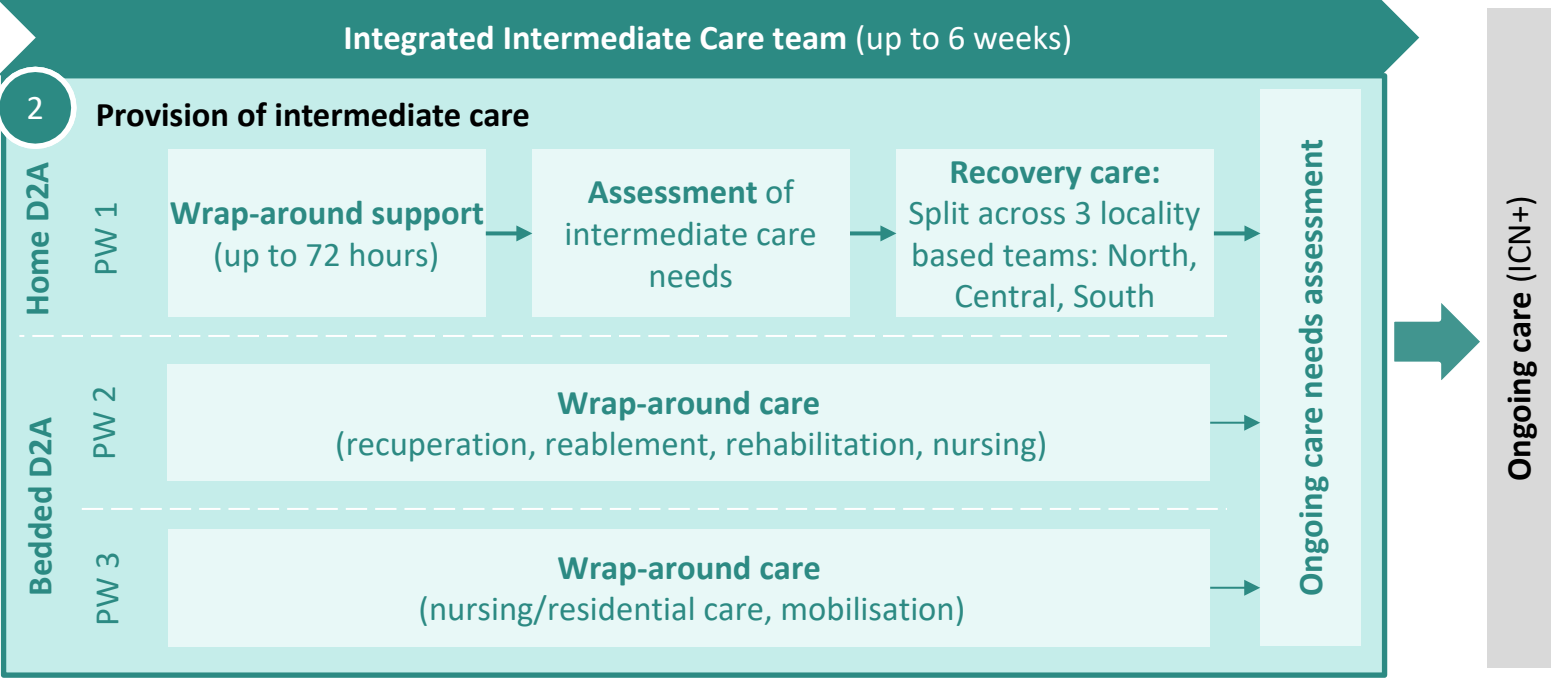 Integrated Intermediate Care team (up to 6 weeks)
2
Provision of intermediate care
Home D2A
PW 1
Wrap-around support
(up to 72 hours)
Assessment of
intermediate care
needs
Recovery care:
Split across 3 locality
based teams: North,
Central, South
Bedded D2A
PW 2
Wrap-around care
(recuperation, reablement, rehabilitation, nursing)
PW 3
Wrap-around care
(nursing/residential care, mobilisation)
Ongoing care needs assessment
Ongoing care (ICN+)